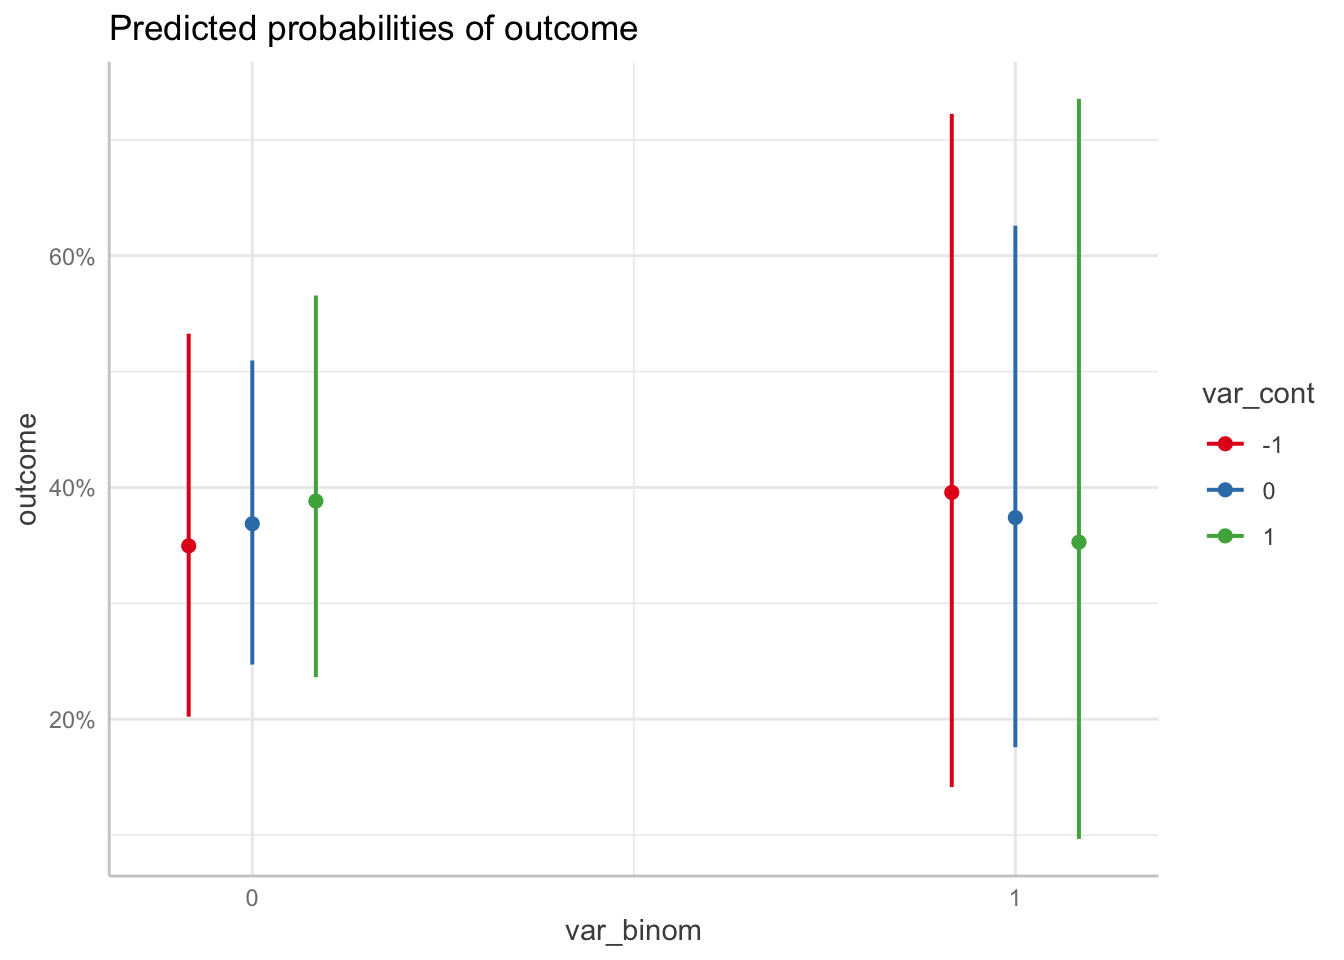 Predicted probabilities of outcome
60%
40%
20%
outcome
0
1
var_binom
var_cont
-1
0
1